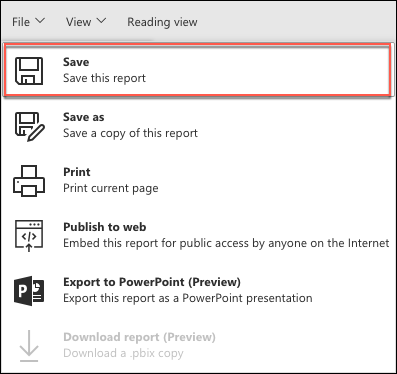 File View Reading view
Save
Save this report
Save as
Save a copy of this report
Print
Print current page
Publish to web
Embed this report for public access by anyone on the Internet
Export to PowerPoint (Preview)
Export this report as a PowerPoint presentation
Download report (Preview)
Download a .pbix copy